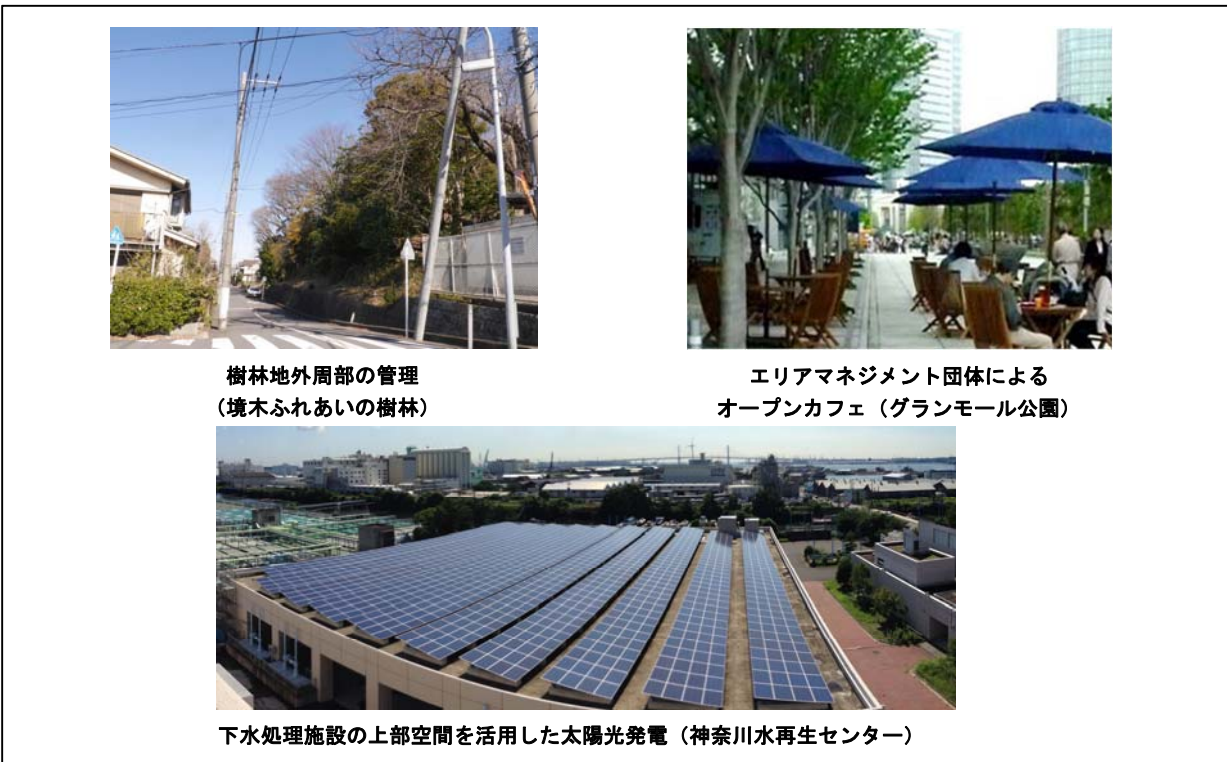 樹林地外周部の管理
（境木ふれあいの樹林）
エリアマネジメント団体による
オープンカフェ（グランモール公園）
下水処理施設の上部空間を活用した太陽光発電（神奈川水再生センター）